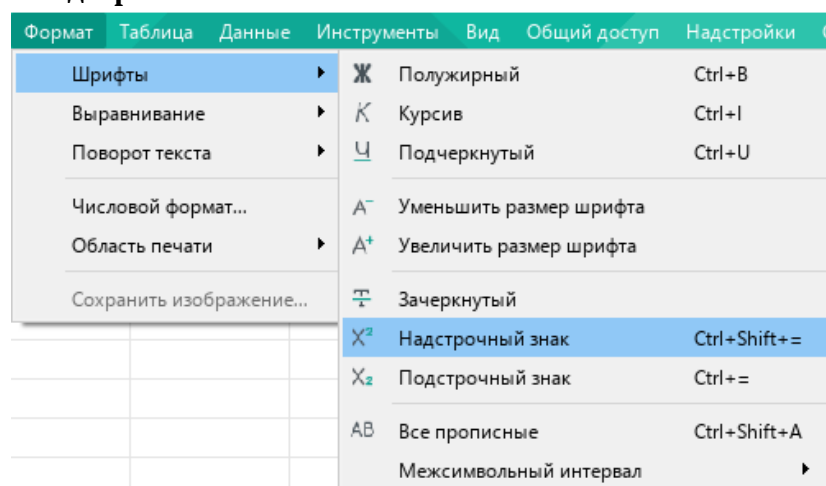 Формат Таблица Данные Инструменты Вид Общий доступ Надстройки
Шрифты
Выравнивание
Поворот текста
Числовой формат...
Область печати
Сохранить изображение...
Ж Полужирный Ctrl+B
К Курсив Ctrl+I
Ч Подчеркнутый Ctrl+U
A⁻ Уменьшить размер шрифта
A⁺ Увеличить размер шрифта
Т Зачеркнутый
X² Надстрочный знак Ctrl+Shift+=
X₂ Подстрочный знак Ctrl+=
AB Все прописные Ctrl+Shift+A
Межсимвольный интервал